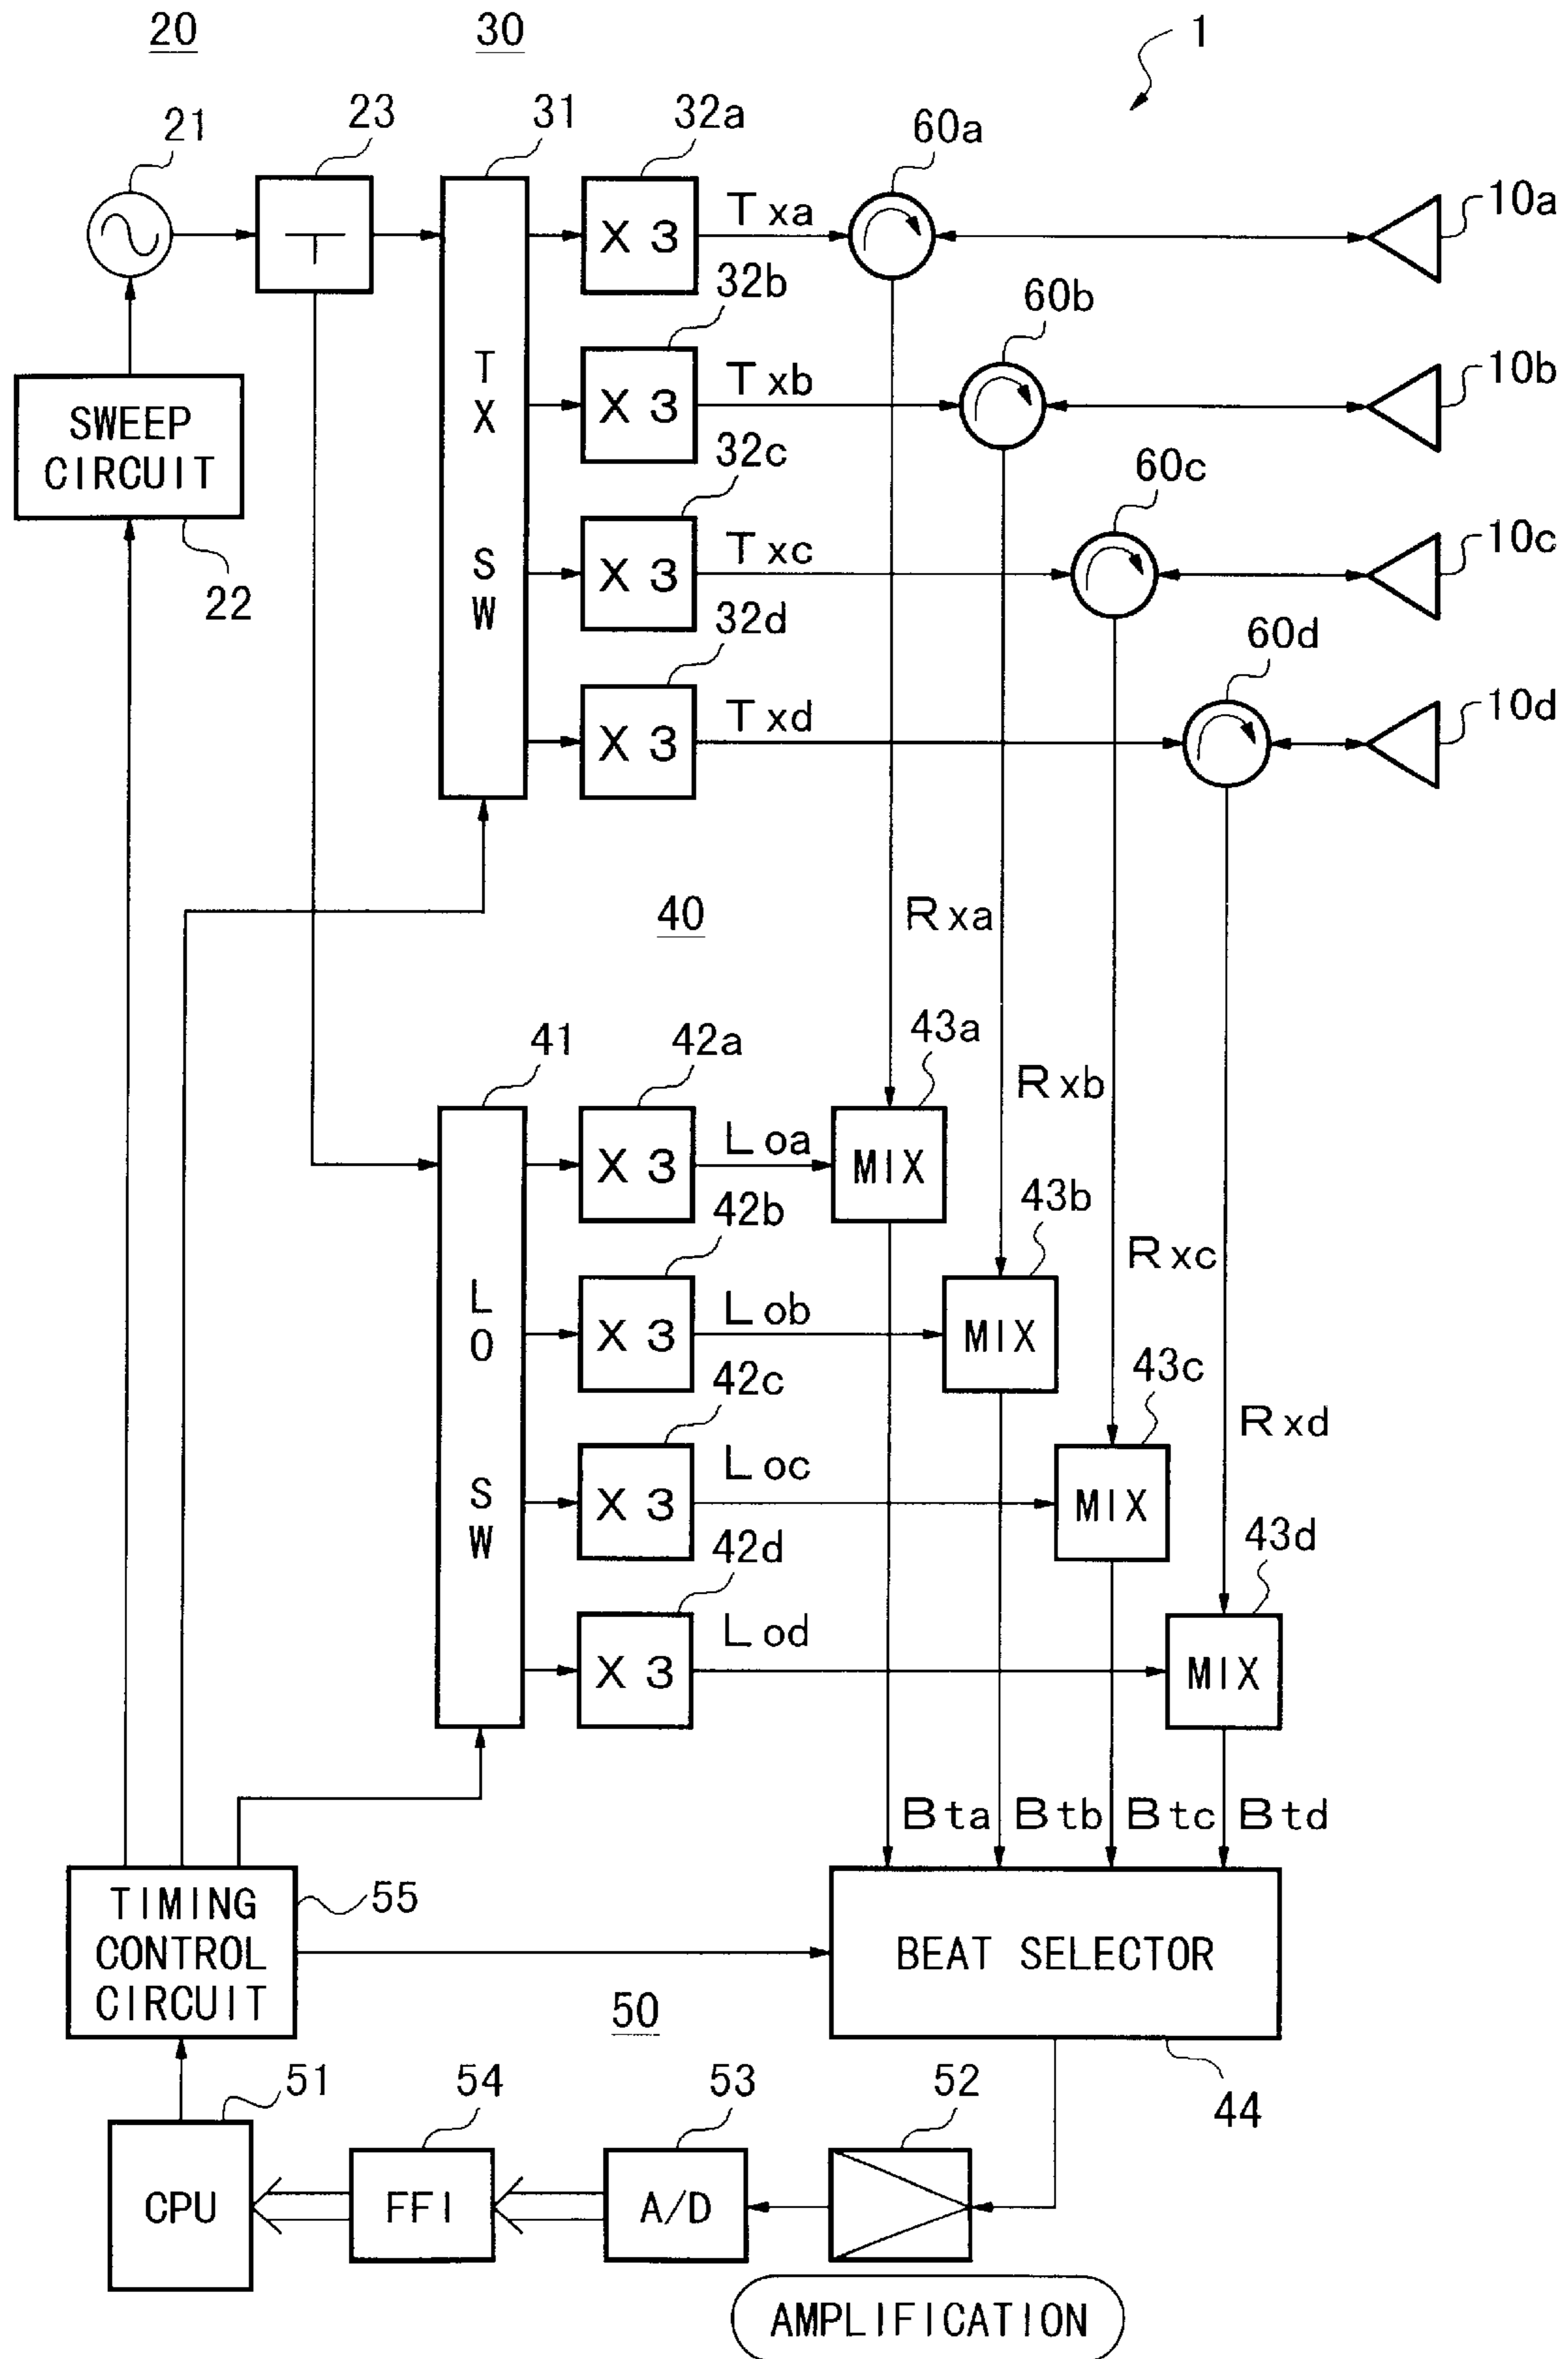 20
30
1
21
23
31
32a
60a
10a
X 3
Txa
32b
60b
10b
T
X
S
W
X 3
Txb
SWEEP
CIRCUIT
32c
60c
10c
X 3
Txc
22
32d
60d
10d
X 3
Txd
40
Rxa
41
42a
43a
Rxb
X 3
Loa
MIX
42b
43b
Rxc
L
O
S
W
X 3
Lob
MIX
42c
43c
Rxd
X 3
Loc
MIX
42d
43d
X 3
Lod
MIX
Bta
Btb
Btc
Btd
TIMING
CONTROL
CIRCUIT
55
BEAT SELECTOR
50
44
51
54
53
52
CPU
FFI
A/D
AMPLIFICATION